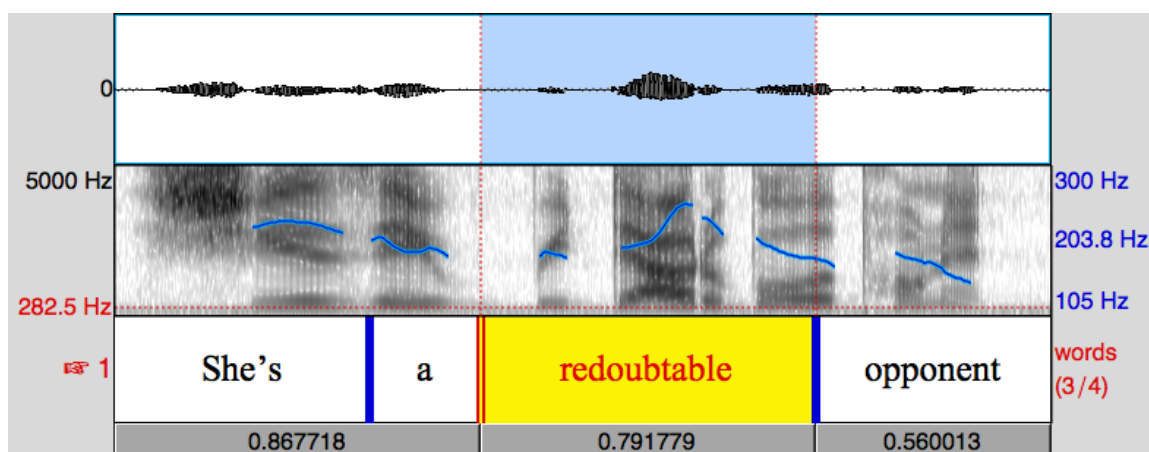 0
5000 Hz 300 Hz
203.8 Hz
282.5 Hz 105 Hz
☞ 1 She’s a redoubtable opponent words
(3/4)
0.867718 0.791779 0.560013